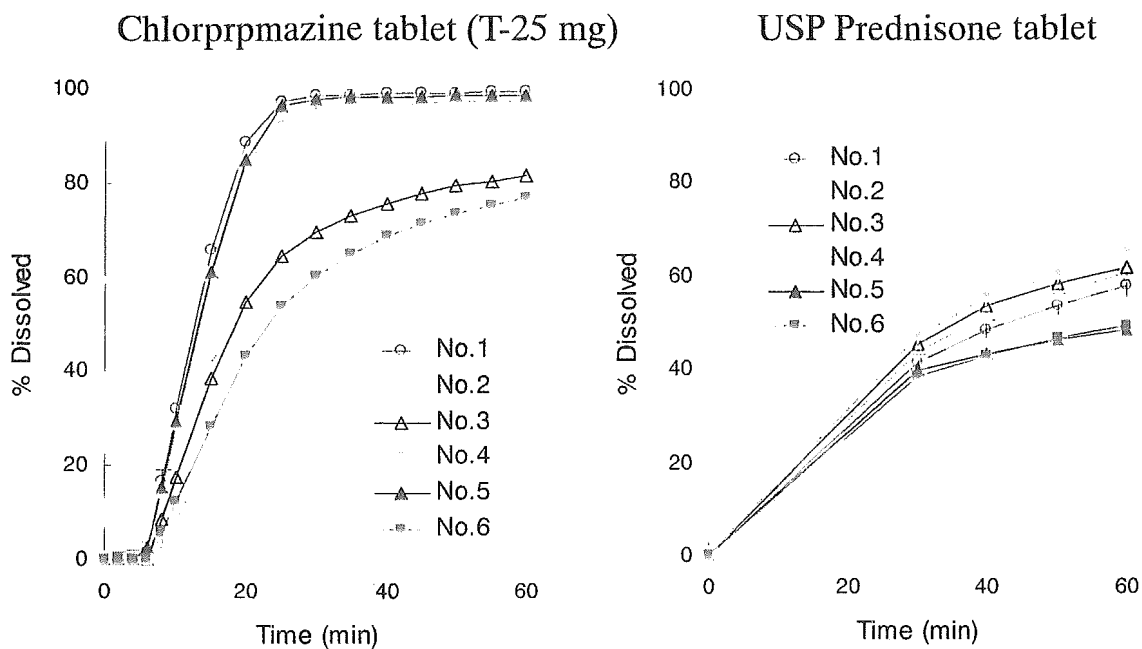 Chlorprpmazine tablet (T-25 mg)
100
80
60
40
20
0
% Dissolved
0
20
40
60
Time (min)
No.1
No.2
No.3
No.4
No.5
No.6
USP Prednisone tablet
100
80
60
40
20
0
% Dissolved
0
20
40
60
Time (min)
No.1
No.2
No.3
No.4
No.5
No.6